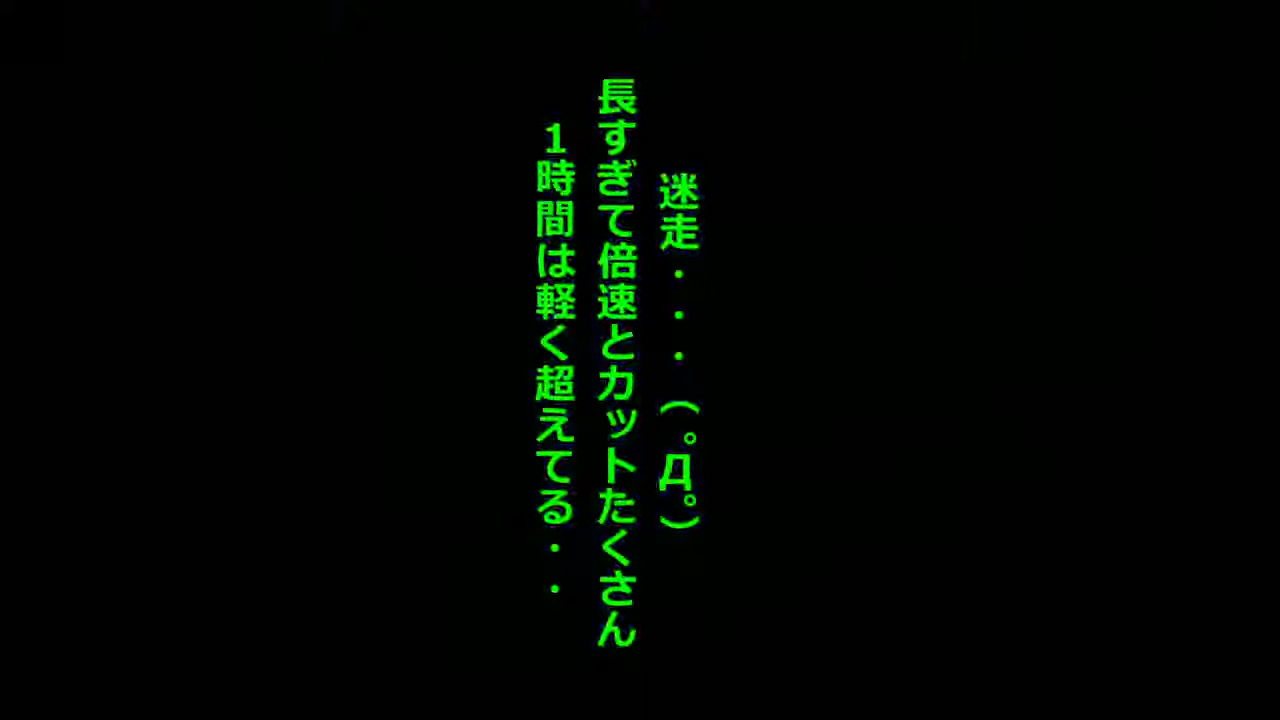 迷走・・・(゜Д゜)
長すぎて倍速とカットたくさん
1時間は軽く超えてる・・